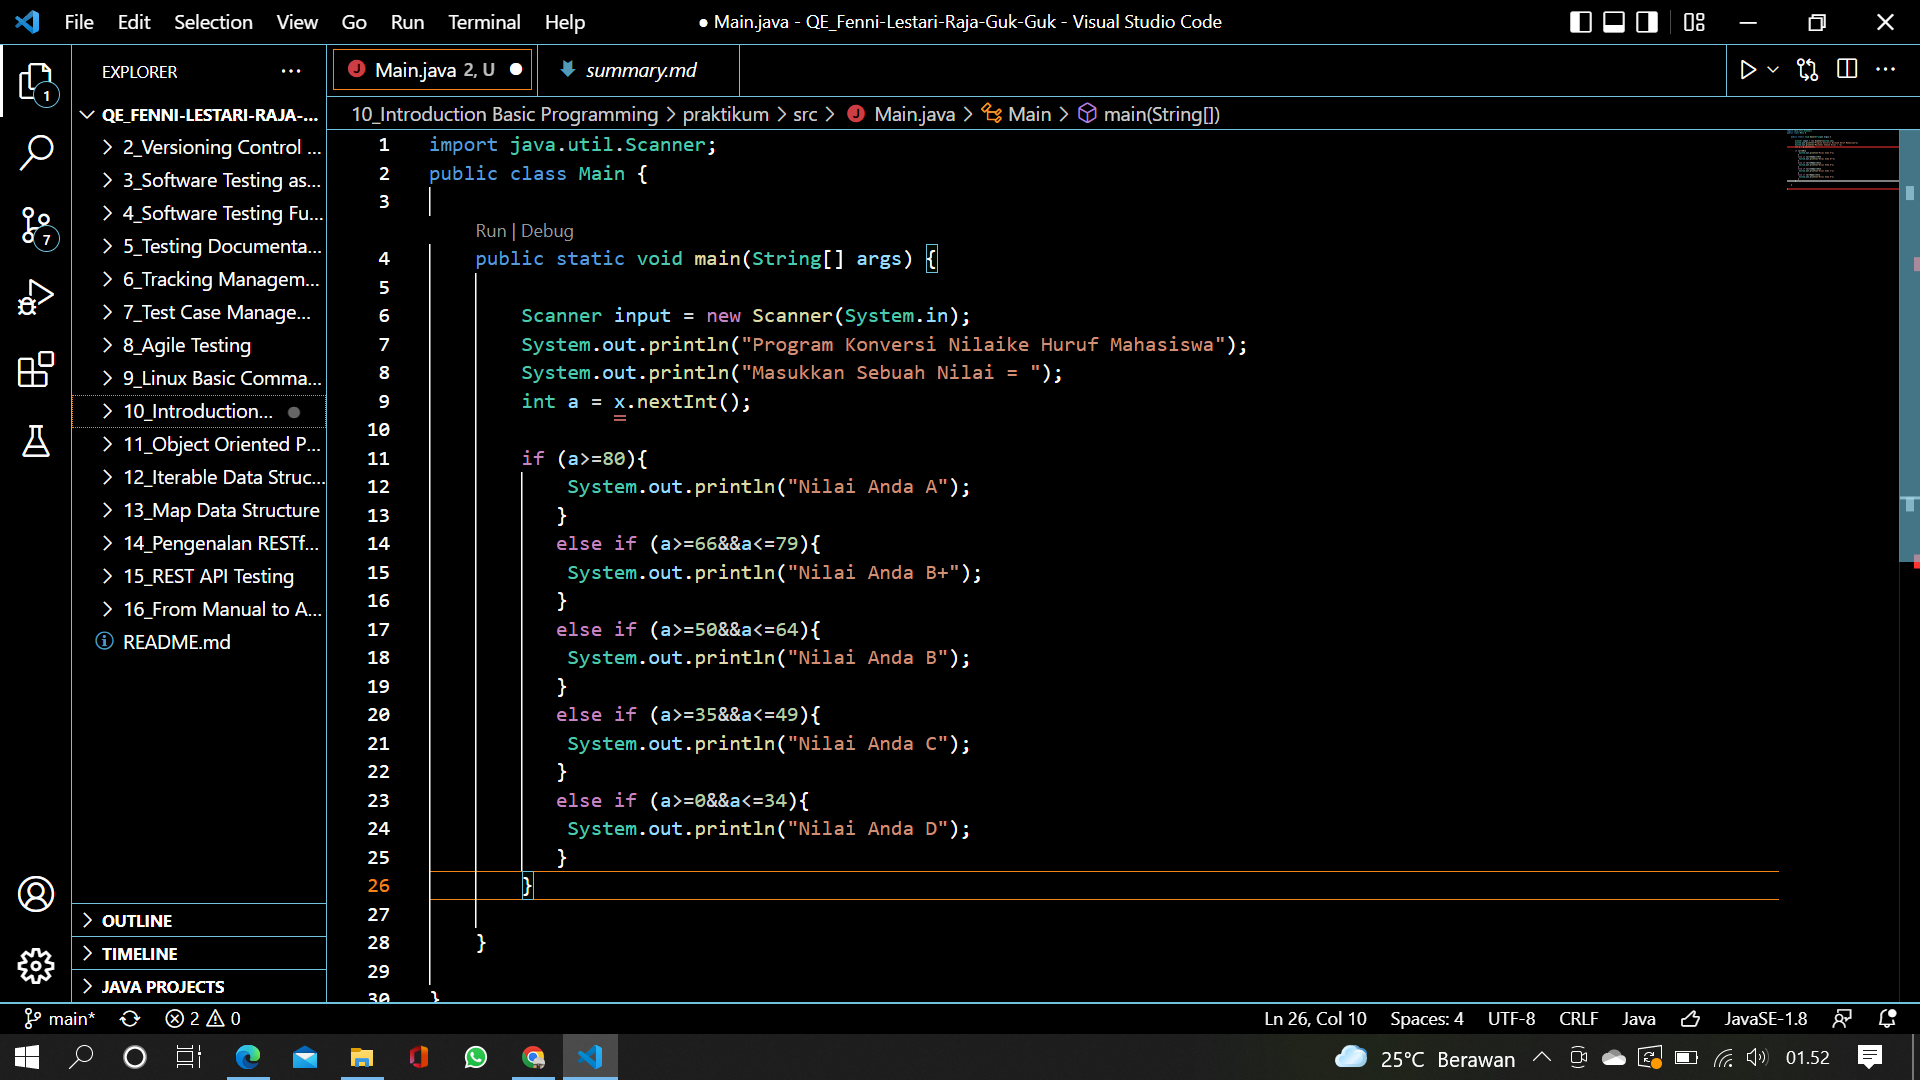 File Edit Selection View Go Run Terminal Help
● Main.java - QE_Fenni-Lestari-Raja-Guk-Guk - Visual Studio Code
1
7
EXPLORER
QE_FENNI-LESTARI-RAJA-...
2_Versioning Control ...
3_Software Testing as...
4_Software Testing Fu...
5_Testing Documenta...
6_Tracking Managem...
7_Test Case Manage...
8_Agile Testing
9_Linux Basic Comma...
10_Introduction...
11_Object Oriented P...
12_Iterable Data Struc...
13_Map Data Structure
14_Pengenalan RESTf...
15_REST API Testing
16_From Manual to A...
README.md
OUTLINE
TIMELINE
JAVA PROJECTS
Main.java 2, U
summary.md
10_Introduction Basic Programming > praktikum > src > Main.java > Main > main(String[])
1 import java.util.Scanner;
2 public class Main {
3
Run | Debug
4 public static void main(String[] args) {
5
6 Scanner input = new Scanner(System.in);
7 System.out.println("Program Konversi Nilaike Huruf Mahasiswa");
8 System.out.println("Masukkan Sebuah Nilai = ");
9 int a = x.nextInt();
10
11 if (a>=80){
12 System.out.println("Nilai Anda A");
13 }
14 else if (a>=66&&a<=79){
15 System.out.println("Nilai Anda B+");
16 }
17 else if (a>=50&&a<=64){
18 System.out.println("Nilai Anda B");
19 }
20 else if (a>=35&&a<=49){
21 System.out.println("Nilai Anda C");
22 }
23 else if (a>=0&&a<=34){
24 System.out.println("Nilai Anda D");
25 }
26 }
27
28 }
29
30 }
main* 2 0
Ln 26, Col 10 Spaces: 4 UTF-8 CRLF Java JavaSE-1.8
25°C Berawan 01.52